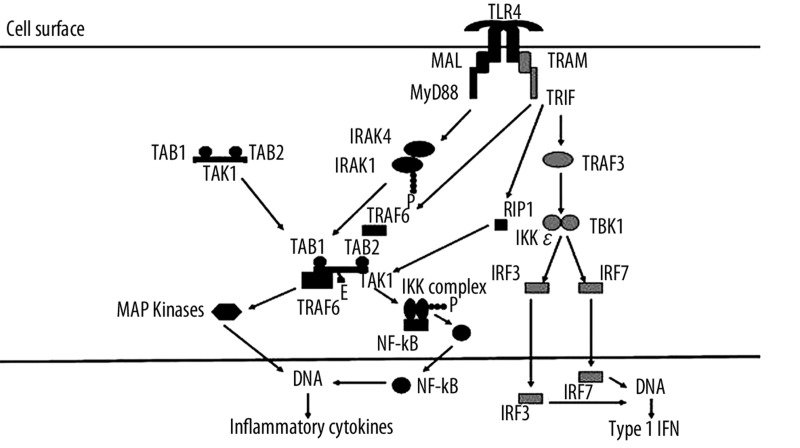 TLR4
Cell surface
MAL
TRAM
MyD88
TRIF
IRAK4
TAB1
TAB2
IRAK1
TAK1
TRAF3
P
TRAF6
RIP1
IKK ε
TBK1
TAB1
TAB2
IRF3
IRF7
TAK1
IKK complex
E
TRAF6
P
MAP Kinases
NF-kB
DNA
NF-kB
IRF7
DNA
IRF3
Inflammatory cytokines
Type 1 IFN